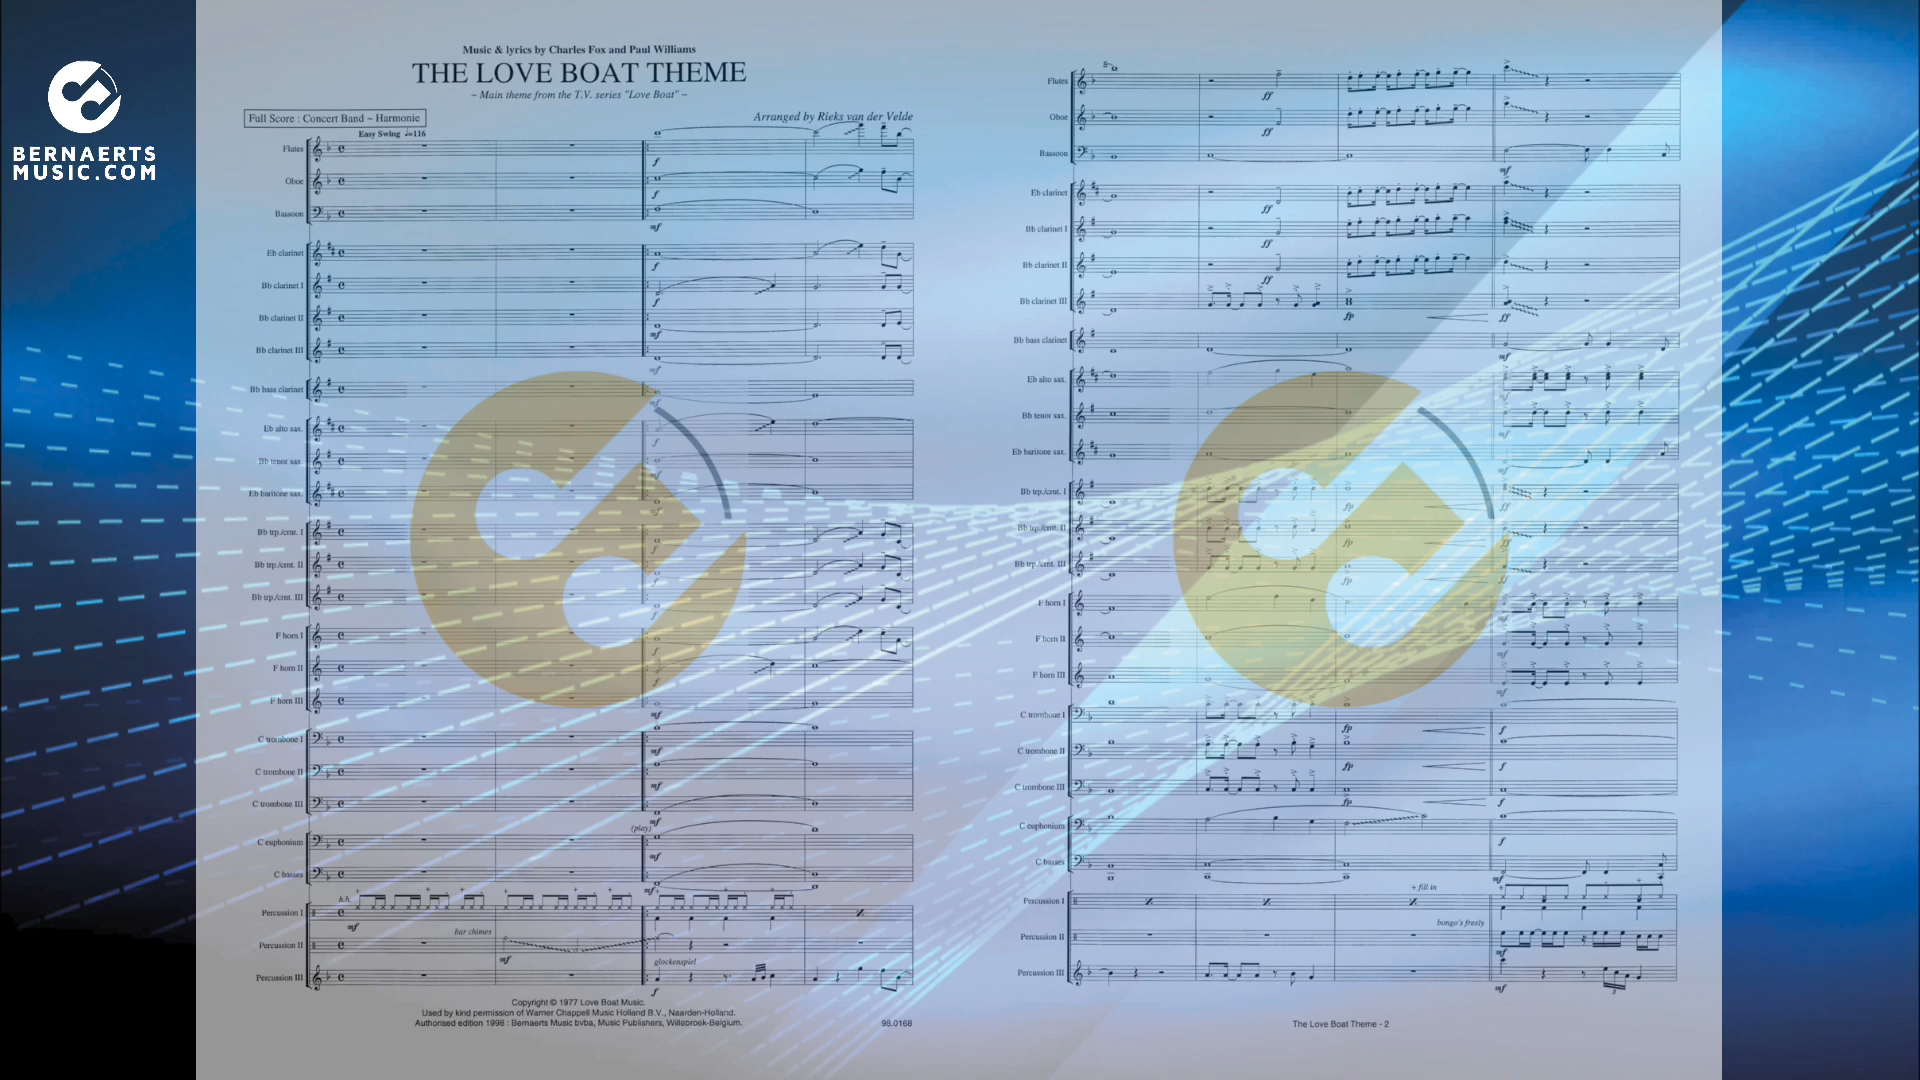 BERNAERTS
MUSIC.COM
Music & lyrics by Charles Fox and Paul Williams
THE LOVE BOAT THEME
~ Main theme from the T.V. series "Love Boat" ~
Full Score : Concert Band ~ Harmonie
Arranged by Rieks van der Velde
Easy Swing ♩=116
Flutes
Oboe
Bassoon
Eb clarinet
Bb clarinet I
Bb clarinet II
Bb clarinet III
Bb bass clarinet
Eb alto sax.
Bb tenor sax.
Eb baritone sax.
Bb trp./crnt. I
Bb trp./crnt. II
Bb trp./crnt. III
F horn I
F horn II
F horn III
C trombone I
C trombone II
C trombone III
(play)
C euphonium
C basses
h.h.
Percussion I
bar chimes
Percussion II
glockenspiel
Percussion III
Copyright © 1977 Love Boat Music.
Used by kind permission of Warner Chappell Music Holland B.V., Naarden-Holland.
Authorised edition 1998 : Bernaerts Music bvba, Music Publishers, Willebroek-Belgium.
98.0168
Flutes
Oboe
Bassoon
Eb clarinet
Bb clarinet I
Bb clarinet II
Bb clarinet III
Bb bass clarinet
Eb alto sax.
Bb tenor sax.
Eb baritone sax.
Bb trp./crnt. I
Bb trp./crnt. II
Bb trp./crnt. III
F horn I
F horn II
F horn III
C trombone I
C trombone II
C trombone III
C euphonium
C basses
+ fill in
Percussion I
bongo's freely
Percussion II
Percussion III
The Love Boat Theme - 2